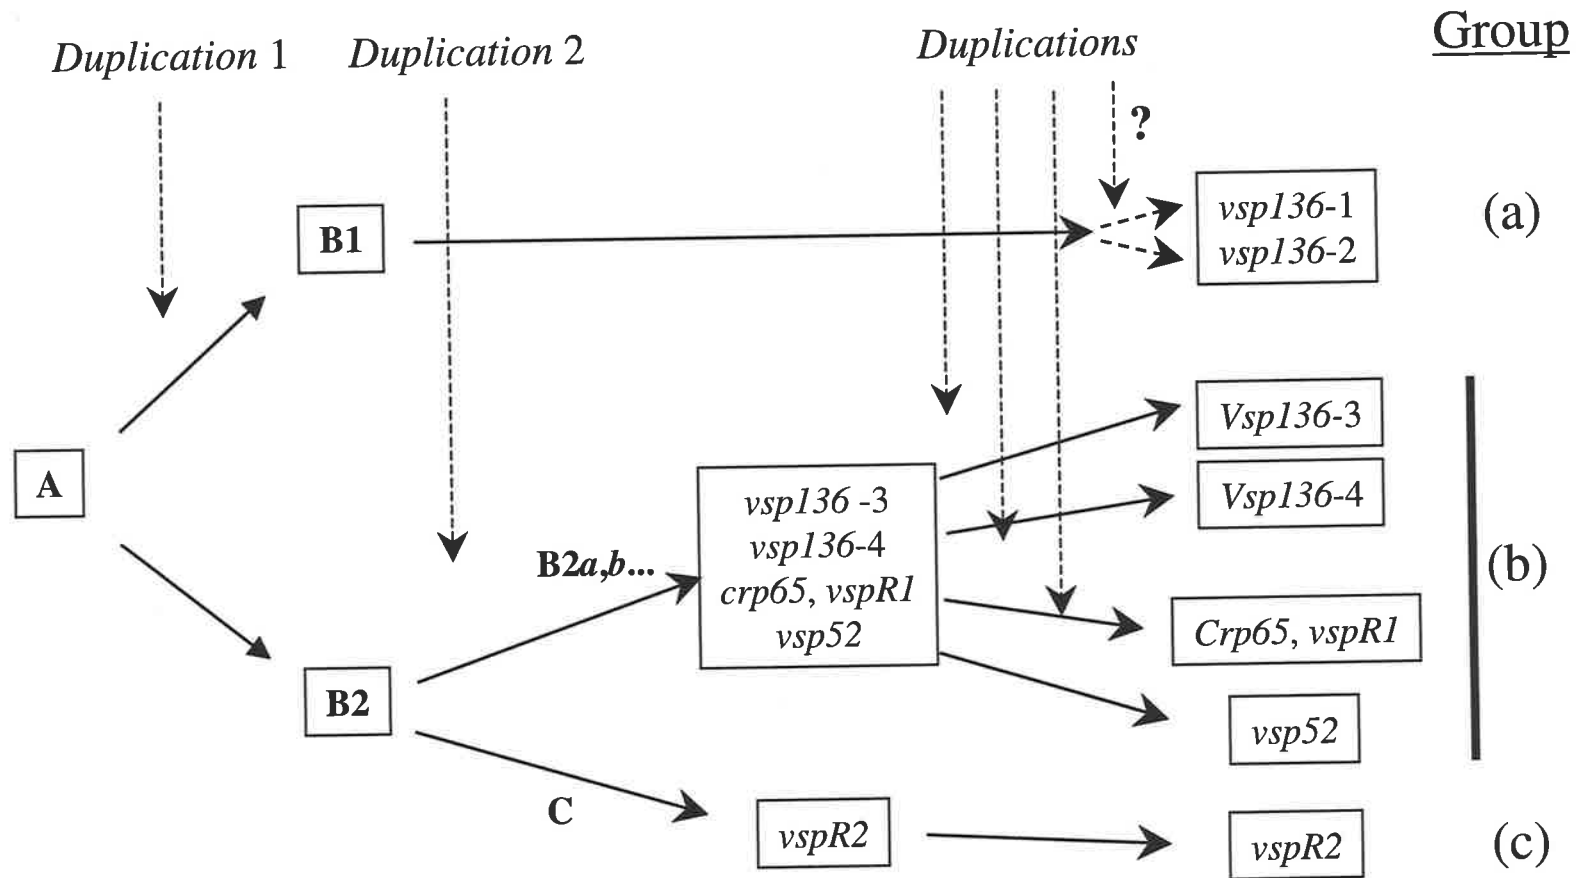 Duplication 1
Duplication 2
Duplications
Group
?
B1
vsp136-1
vsp136-2
(a)
A
Vsp136-3
Vsp136-4
vsp136 -3
vsp136-4
crp65, vspR1
vsp52
B2a,b...
(b)
Crp65, vspR1
B2
vsp52
C
vspR2
vspR2
(c)